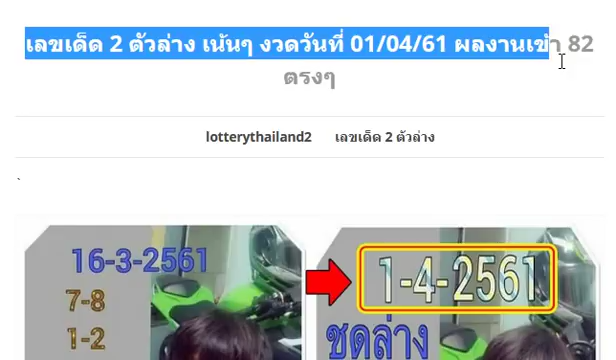 เลขเด็ด 2 ตัวล่าง เน้นๆ งวดวันที่ 01/04/61 ผลงานเข้า 82
ตรงๆ
lotterythailand2 เลขเด็ด 2 ตัวล่าง
`
16-3-2561
7-8
1-2
1-4-2561
ชดล่าง